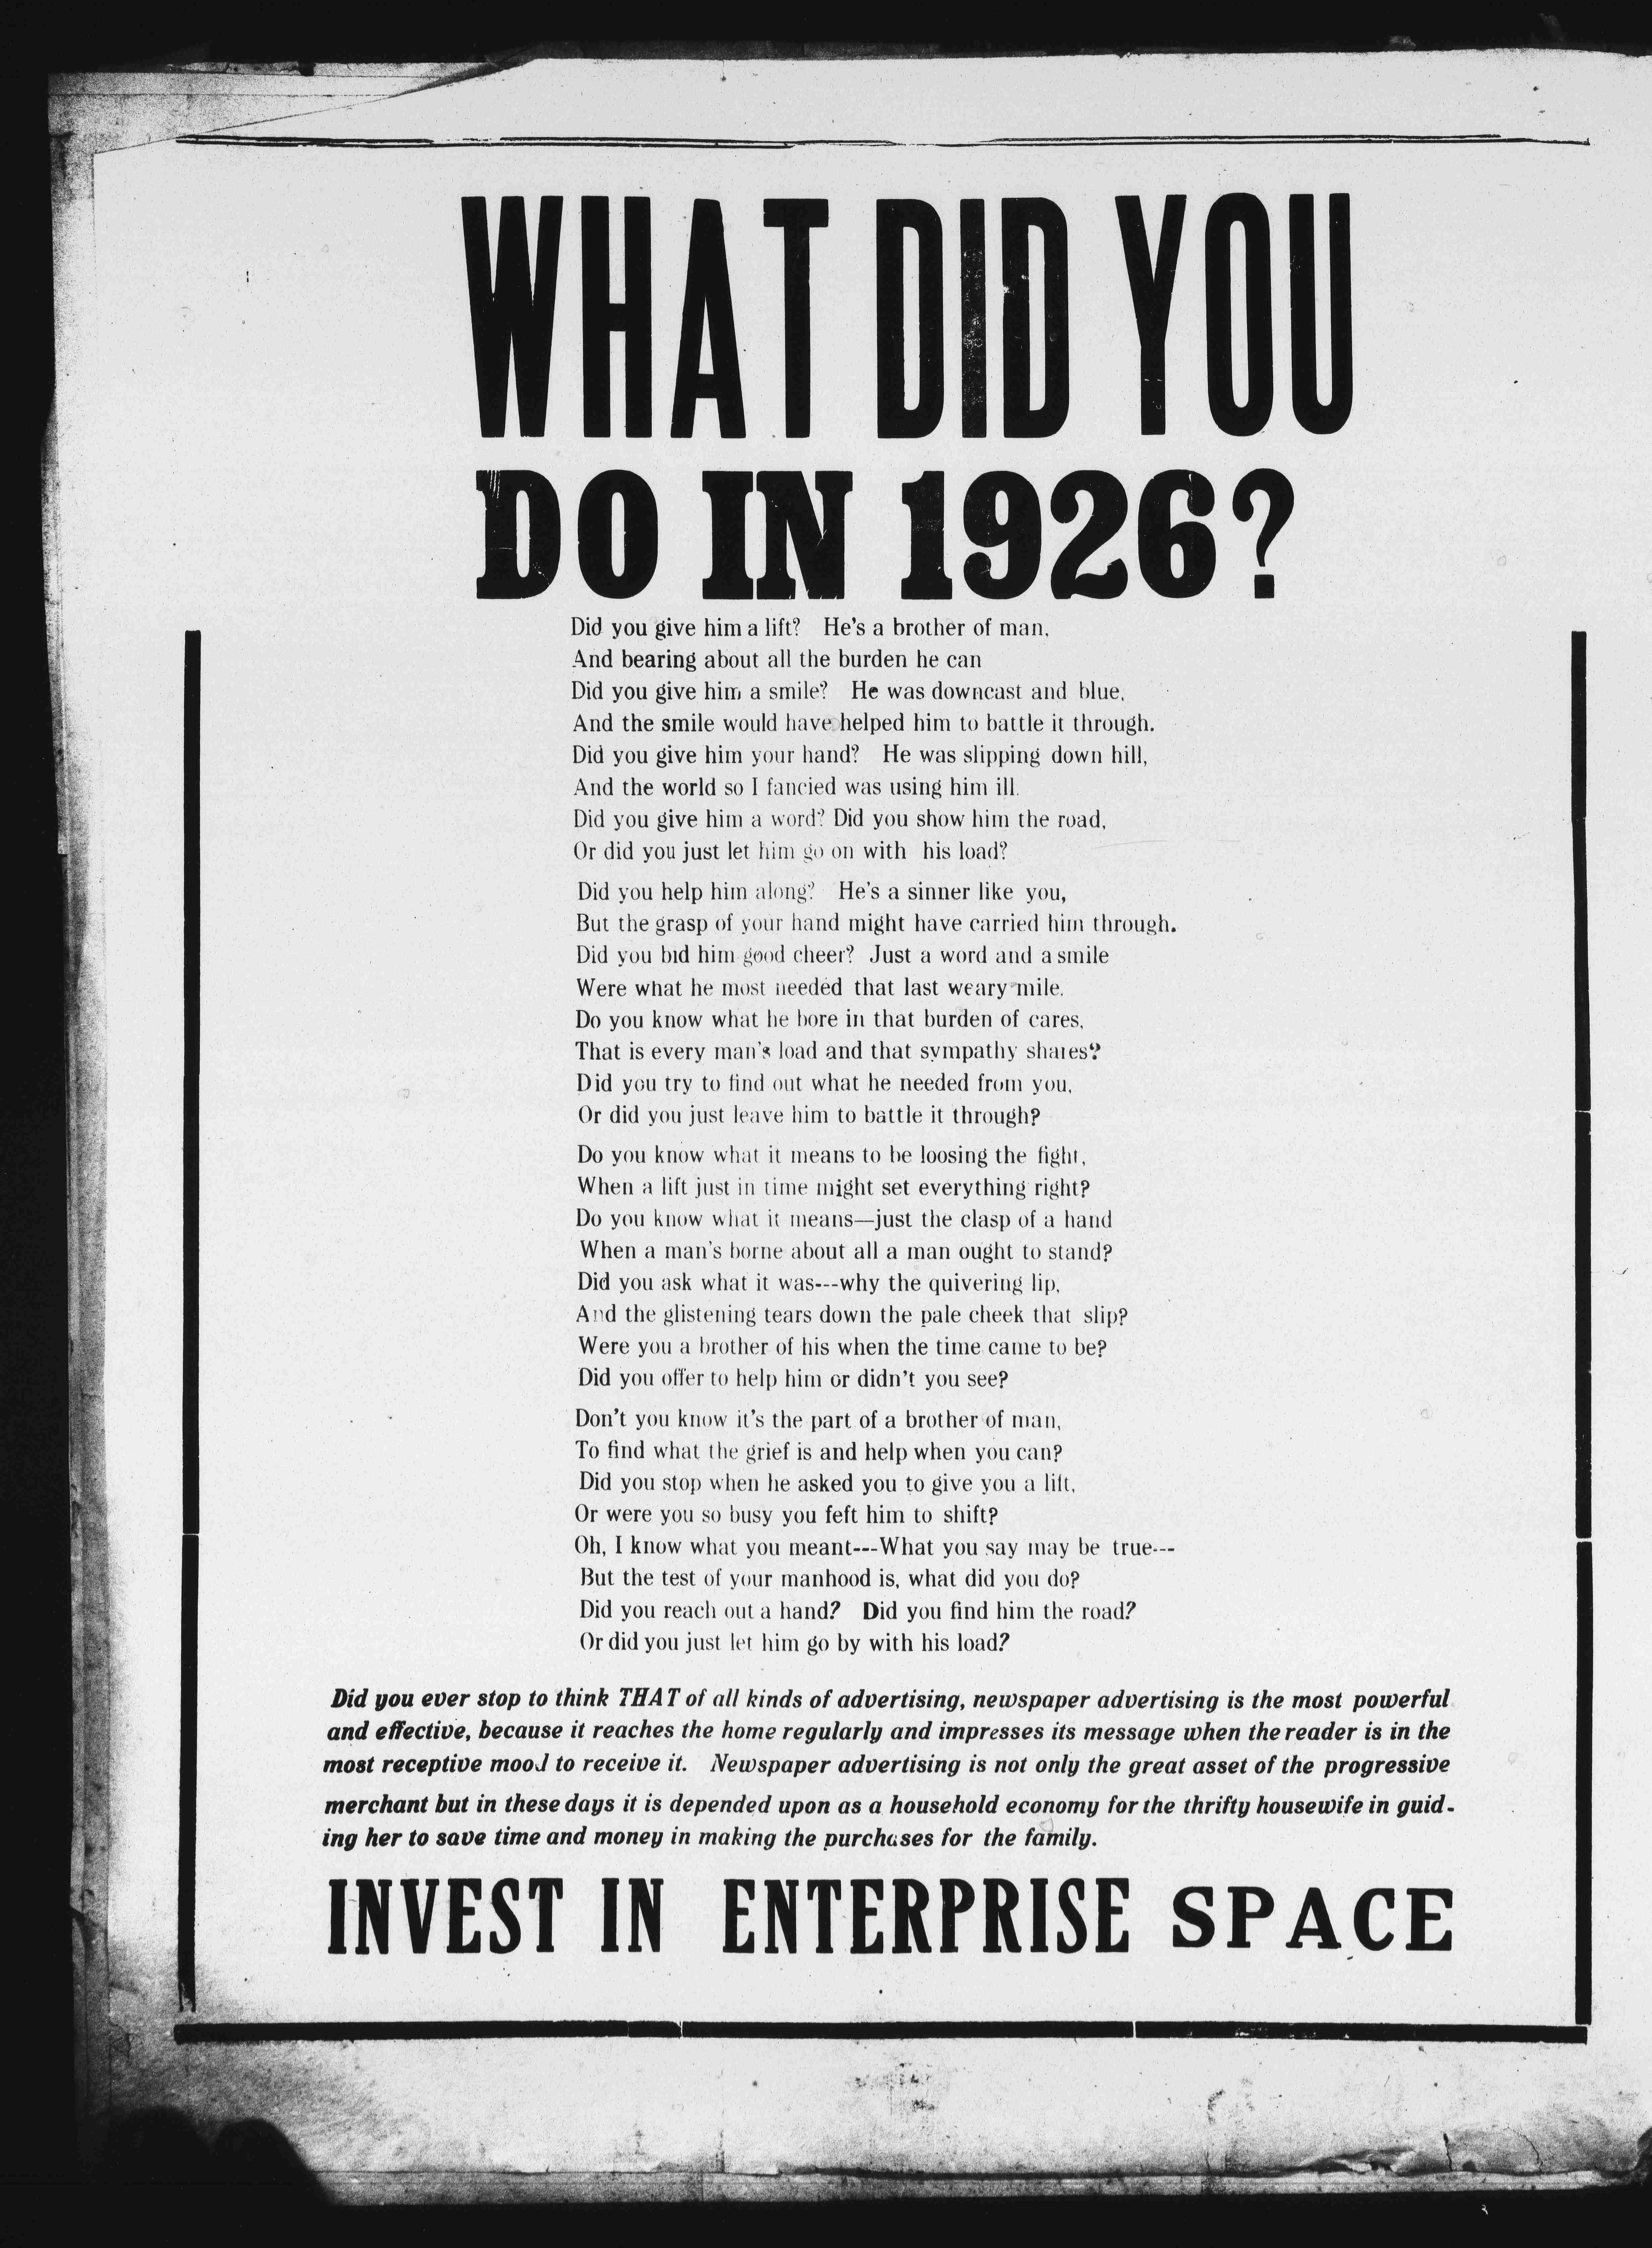 WHAT DID YOU
DO IN 1926?
Did you give him a lift? He's a brother of man,
And bearing about all the burden he can
Did you give him a smile? He was downcast and blue,
And the smile would have helped him to battle it through.
Did you give him your hand? He was slipping down hill,
And the world so I fancied was using him ill.
Did you give him a word? Did you show him the road,
Or did you just let him go on with his load?
Did you help him along? He's a sinner like you,
But the grasp of your hand might have carried him through.
Did you bid him good cheer? Just a word and a smile
Were what he most needed that last weary mile.
Do you know what he bore in that burden of cares,
That is every man's load and that sympathy shares?
Did you try to find out what he needed from you,
Or did you just leave him to battle it through?
Do you know what it means to be loosing the fight,
When a lift just in time might set everything right?
Do you know what it means—just the clasp of a hand
When a man's borne about all a man ought to stand?
Did you ask what it was---why the quivering lip,
And the glistening tears down the pale cheek that slip?
Were you a brother of his when the time came to be?
Did you offer to help him or didn't you see?
Don't you know it's the part of a brother of man,
To find what the grief is and help when you can?
Did you stop when he asked you to give you a lift,
Or were you so busy you feft him to shift?
Oh, I know what you meant---What you say may be true---
But the test of your manhood is, what did you do?
Did you reach out a hand? Did you find him the road?
Or did you just let him go by with his load?
Did you ever stop to think THAT of all kinds of advertising, newspaper advertising is the most powerful
and effective, because it reaches the home regularly and impresses its message when the reader is in the
most receptive mood to receive it. Newspaper advertising is not only the great asset of the progressive
merchant but in these days it is depended upon as a household economy for the thrifty housewife in guid-
ing her to save time and money in making the purchases for the family.
INVEST IN ENTERPRISE SPACE